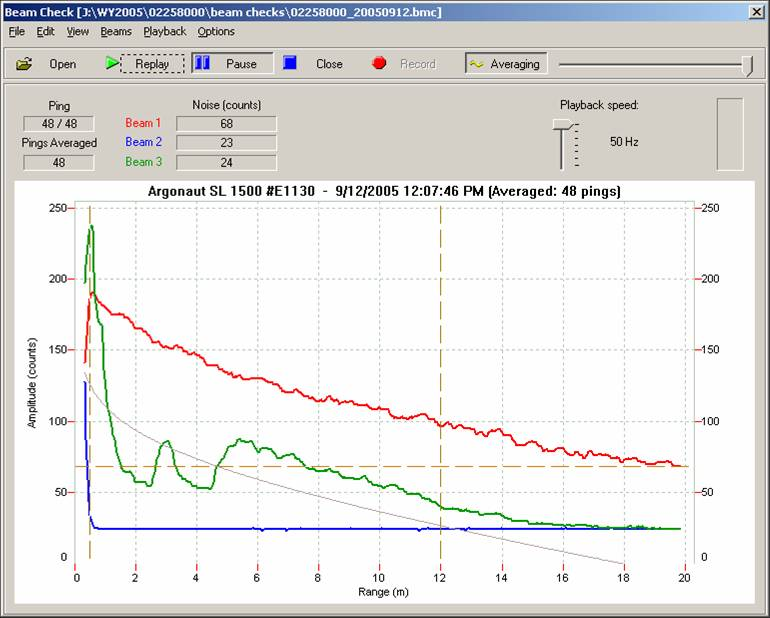 Beam Check [J:\WY2005\02258000\beam checks\02258000_20050912.bmc]
File Edit View Beams Playback Options
Open Replay Pause Close Record Averaging
Ping Noise (counts) Playback speed:
48 / 48 Beam 1 68
Pings Averaged Beam 2 23 50 Hz
48 Beam 3 24
Argonaut SL 1500 #E1130 - 9/12/2005 12:07:46 PM (Averaged: 48 pings)
250 250
200 200
150 150
Amplitude (counts)
100 100
50 50
0 0
0 2 4 6 8 10 12 14 16 18 20
Range (m)